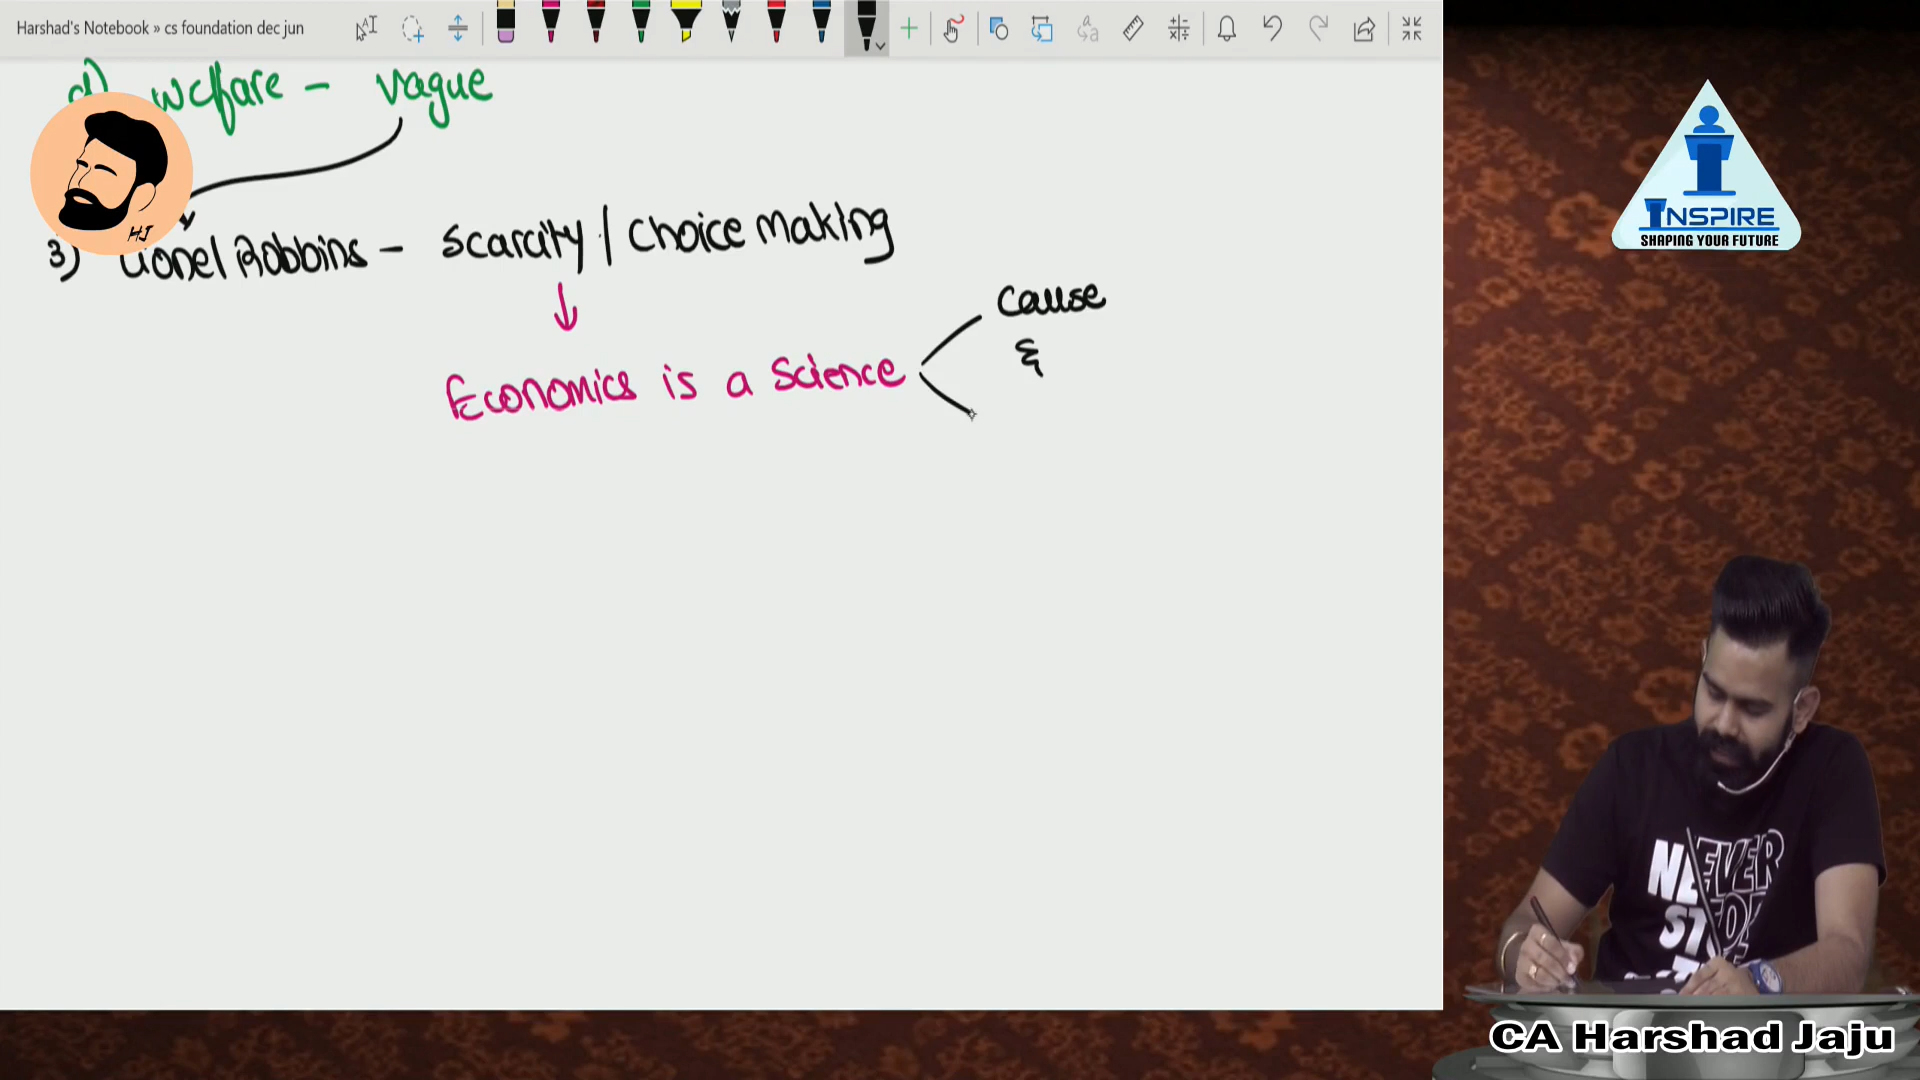 Harshad's Notebook » cs foundation dec jun
d) Welfare - vague
HJ
3) Lionel Robbins - Scarcity / Choice Making
↓
Cause
&
Economics is a Science
INSPIRE
SHAPING YOUR FUTURE
NEVER
STOP
CA Harshad Jaju